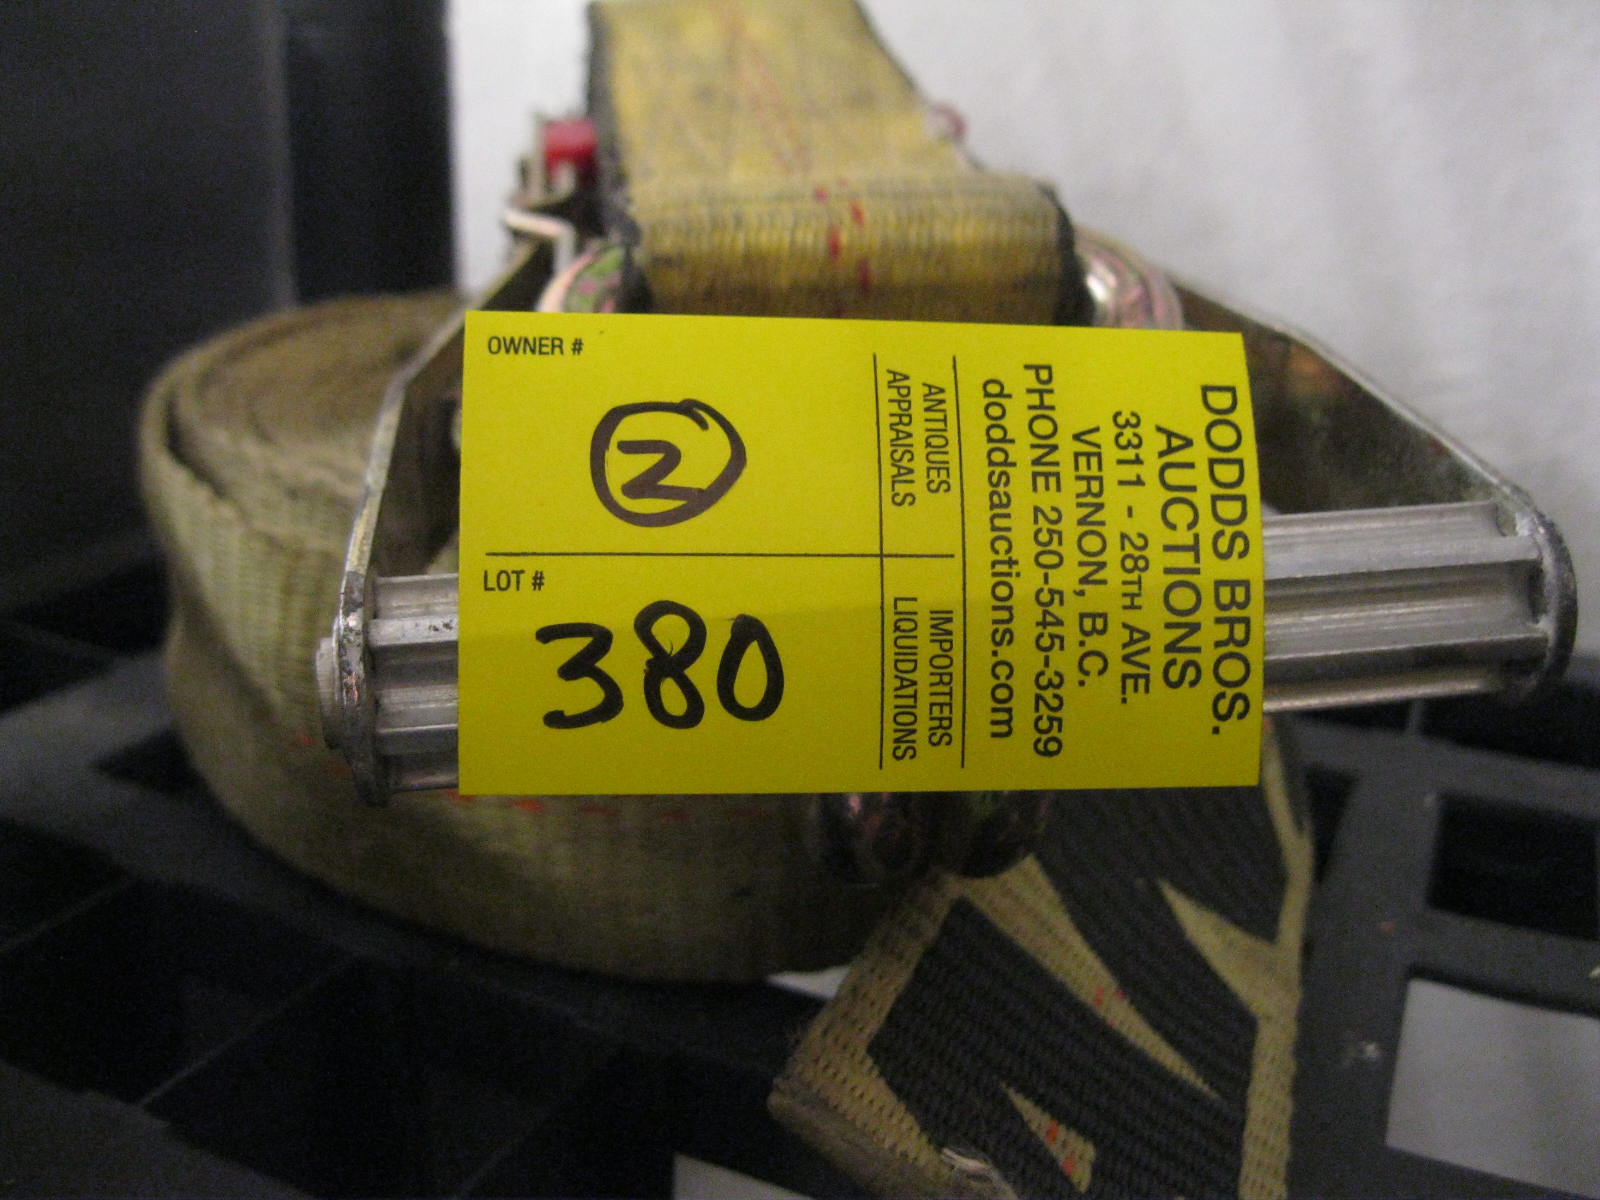 DODDS BROS.
AUCTIONS
3311 - 28TH AVE.
VERNON, B.C.
PHONE 250-545-3259
doddsauctions.com
ANTIQUES
APPRAISALS
IMPORTERS
LIQUIDATIONS
OWNER #
N
LOT #
380